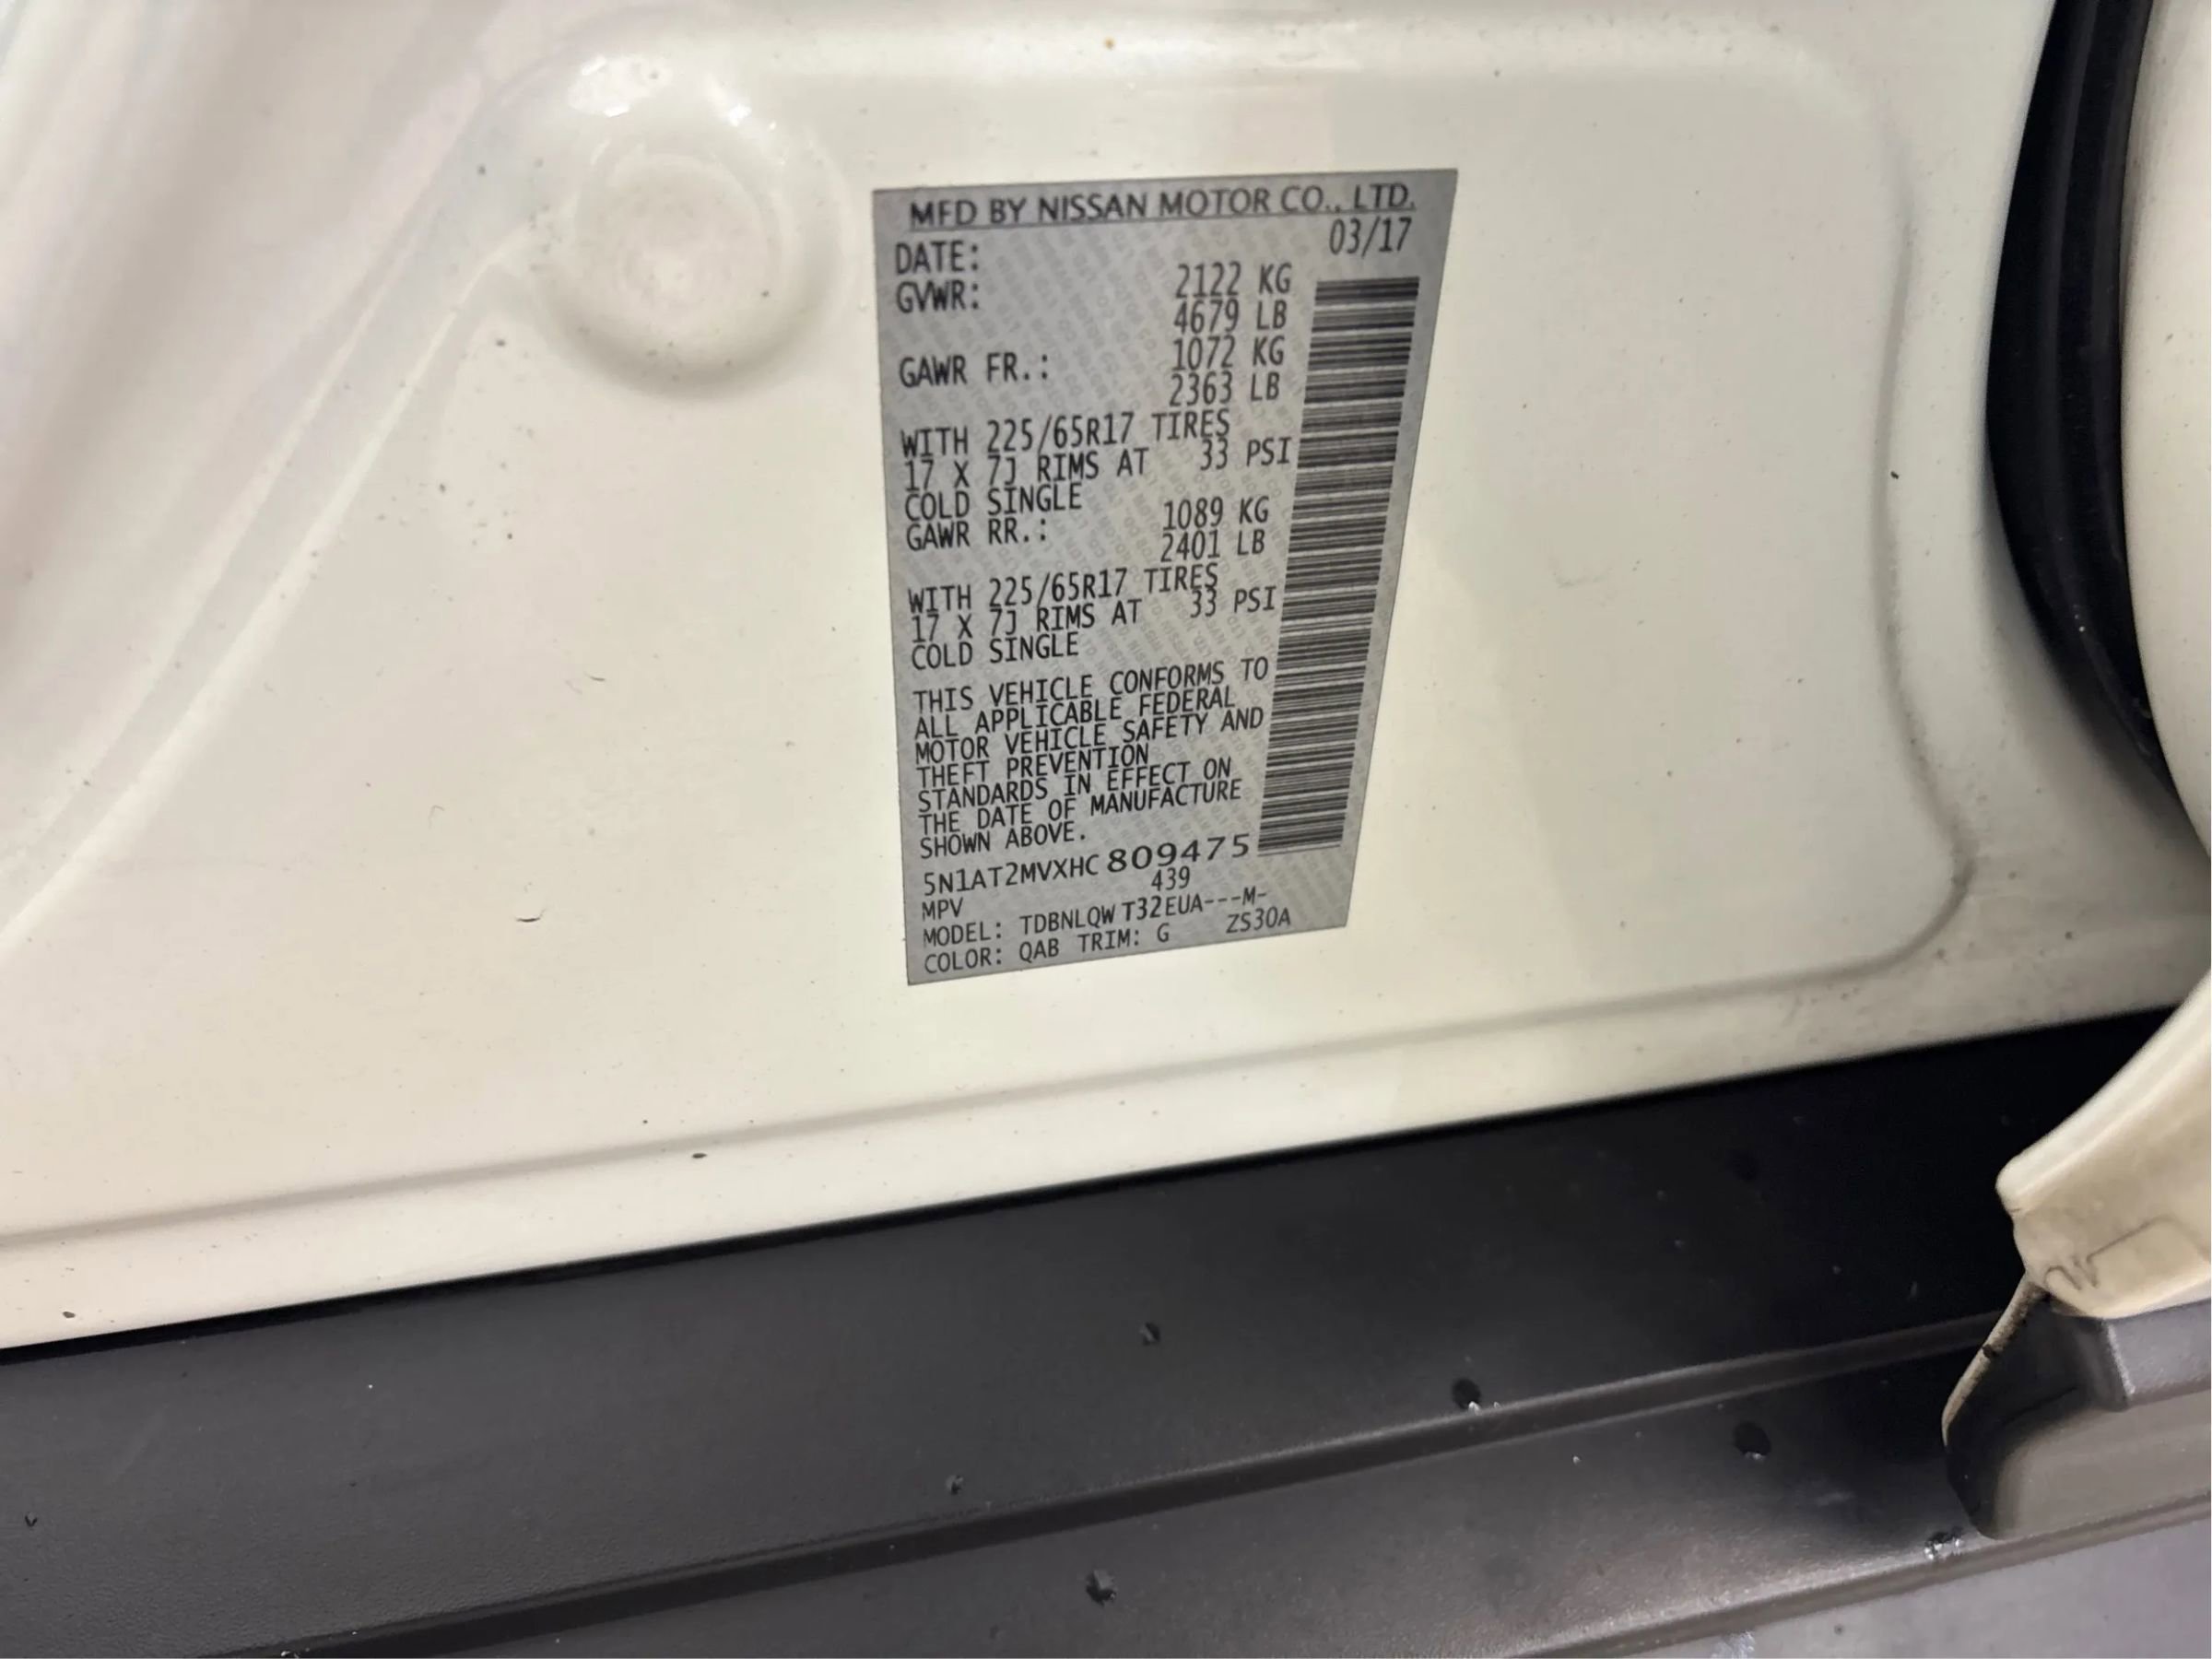 MFD BY NISSAN MOTOR CO., LTD.
DATE: 03/17
GVWR: 2122 KG
4679 LB
GAWR FR.: 1072 KG
2363 LB
WITH 225/65R17 TIRES
17 X 7J RIMS AT 33 PSI
COLD SINGLE
GAWR RR.: 1089 KG
2401 LB
WITH 225/65R17 TIRES
17 X 7J RIMS AT 33 PSI
COLD SINGLE
THIS VEHICLE CONFORMS TO
ALL APPLICABLE FEDERAL
MOTOR VEHICLE SAFETY AND
THEFT PREVENTION
STANDARDS IN EFFECT ON
THE DATE OF MANUFACTURE
SHOWN ABOVE.
5N1AT2MVXHC809475
MPV 439
MODEL: TDBNLQW T32EUA---M-
COLOR: QAB TRIM: G ZS30A